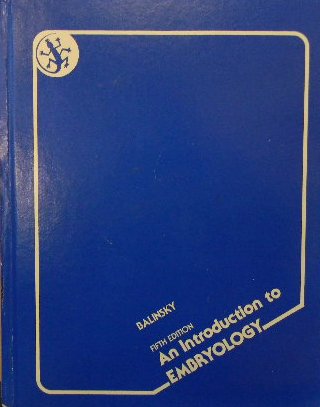 BALINSKY
FIFTH EDITION
An Introduction to
EMBRYOLOGY